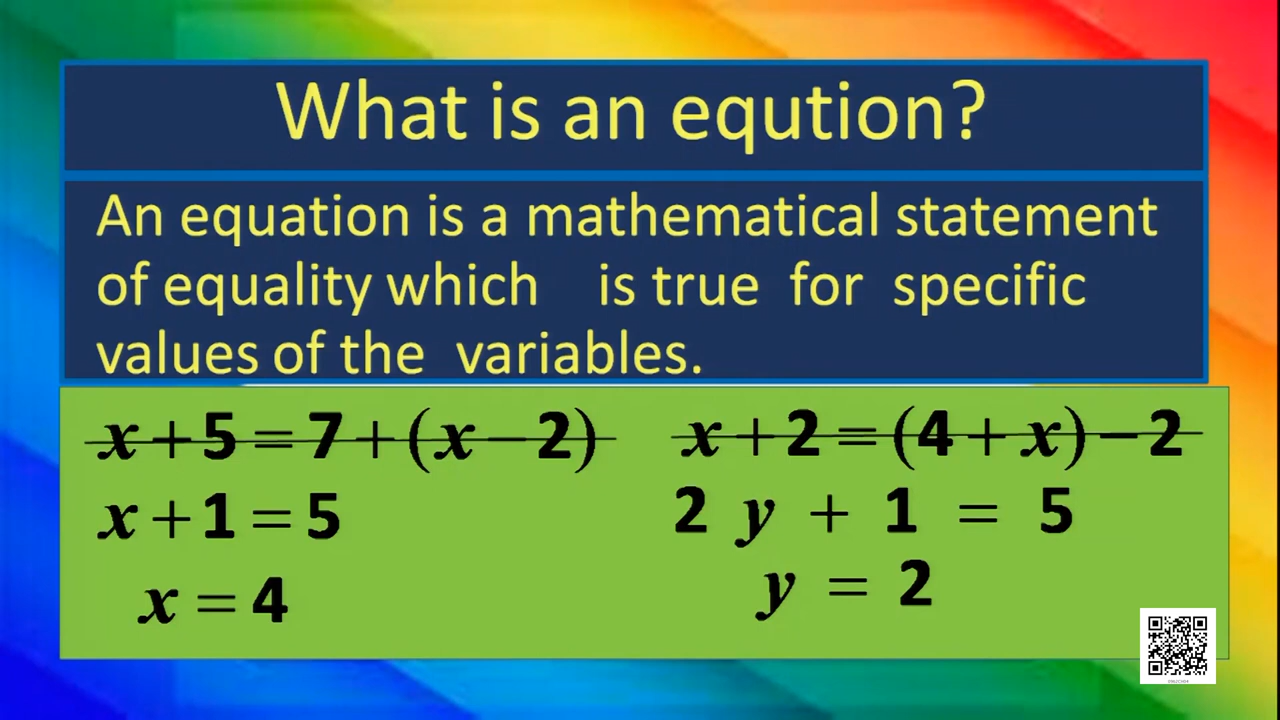 What is an eqution?
An equation is a mathematical statement
of equality which is true for specific
values of the variables.
x+5=7+(x−2)
x+2=(4+x)−2
x+1=5
2 y + 1 = 5
x=4
y = 2